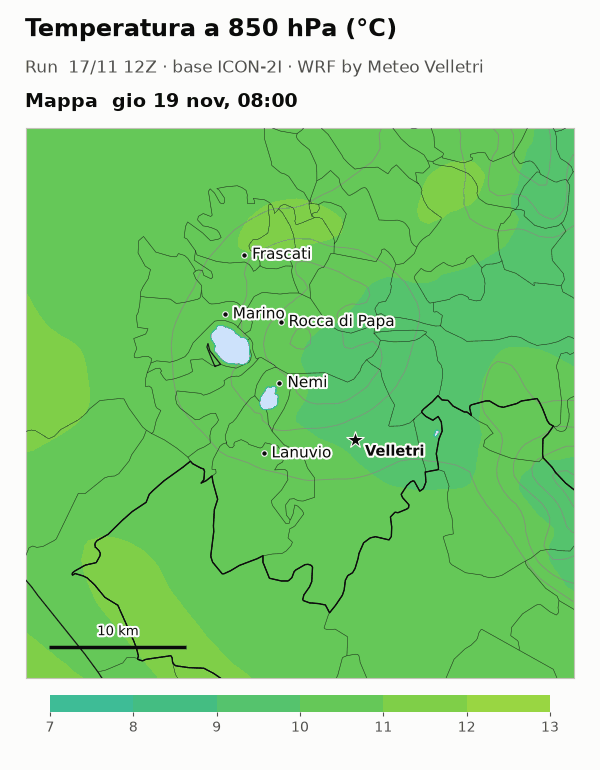 Temperatura a 850 hPa (°C)
Run  17/11 12Z · base ICON-2I · WRF by Meteo Velletri
Mappa  gio 19 nov, 08:00
Frascati
Marino
Rocca di Papa
Nemi
Velletri
Lanuvio
10 km
7 8 9 10 11 12 13